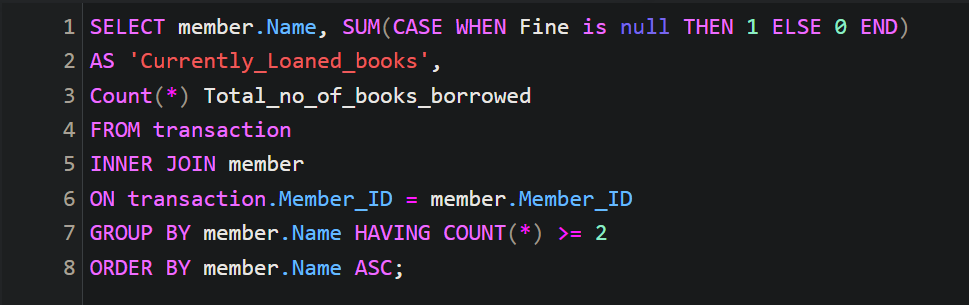 1 SELECT member.Name, SUM(CASE WHEN Fine is null THEN 1 ELSE 0 END)
2 AS 'Currently_Loaned_books',
3 Count(*) Total_no_of_books_borrowed
4 FROM transaction
5 INNER JOIN member
6 ON transaction.Member_ID = member.Member_ID
7 GROUP BY member.Name HAVING COUNT(*) >= 2
8 ORDER BY member.Name ASC;